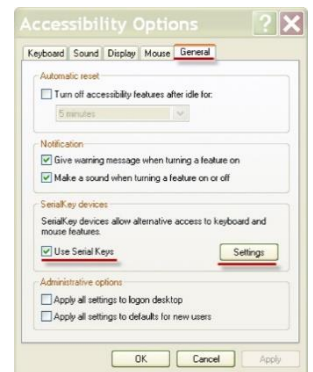 Accessibility Options
Keyboard Sound Display Mouse General
Automatic reset
Turn off accessibility features after idle for:
5 minutes
Notification
Give warning message when turning a feature on
Make a sound when turning a feature on or off
SerialKey devices
SerialKey devices allow alternative access to keyboard and
mouse features.
Use Serial Keys Settings
Administrative options
Apply all settings to logon desktop
Apply all settings to defaults for new users
OK Cancel Apply